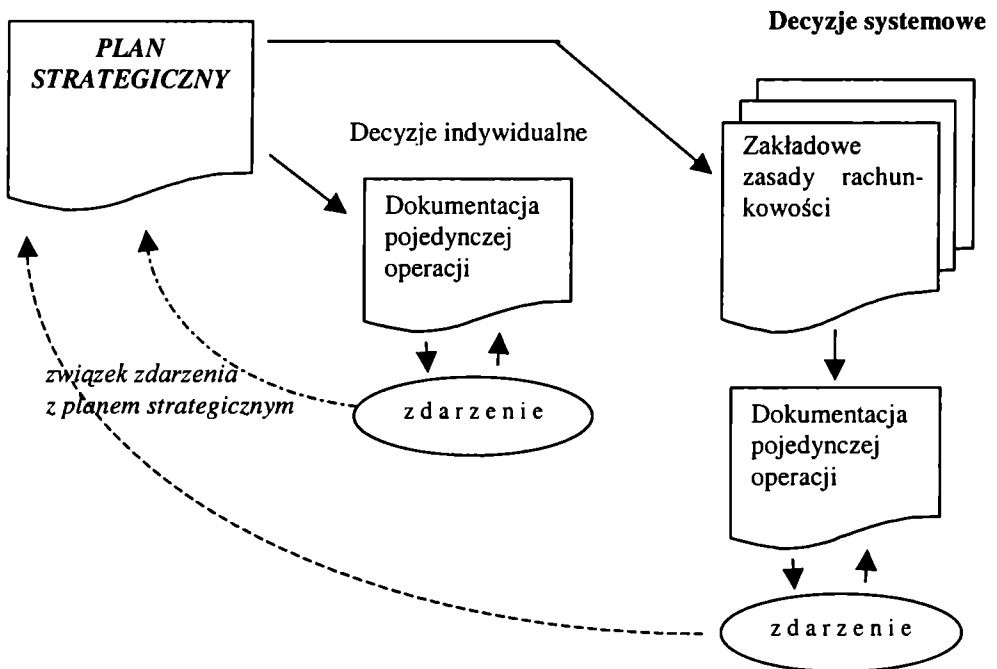 Decyzje systemowe
PLAN
STRATEGICZNY
Decyzje indywidualne
Dokumentacja
pojedynczej
operacji
Zakładowe
zasady rachun-
kowości
związek zdarzenia
z planem strategicznym
zdarzenie
Dokumentacja
pojedynczej
operacji
zdarzenie